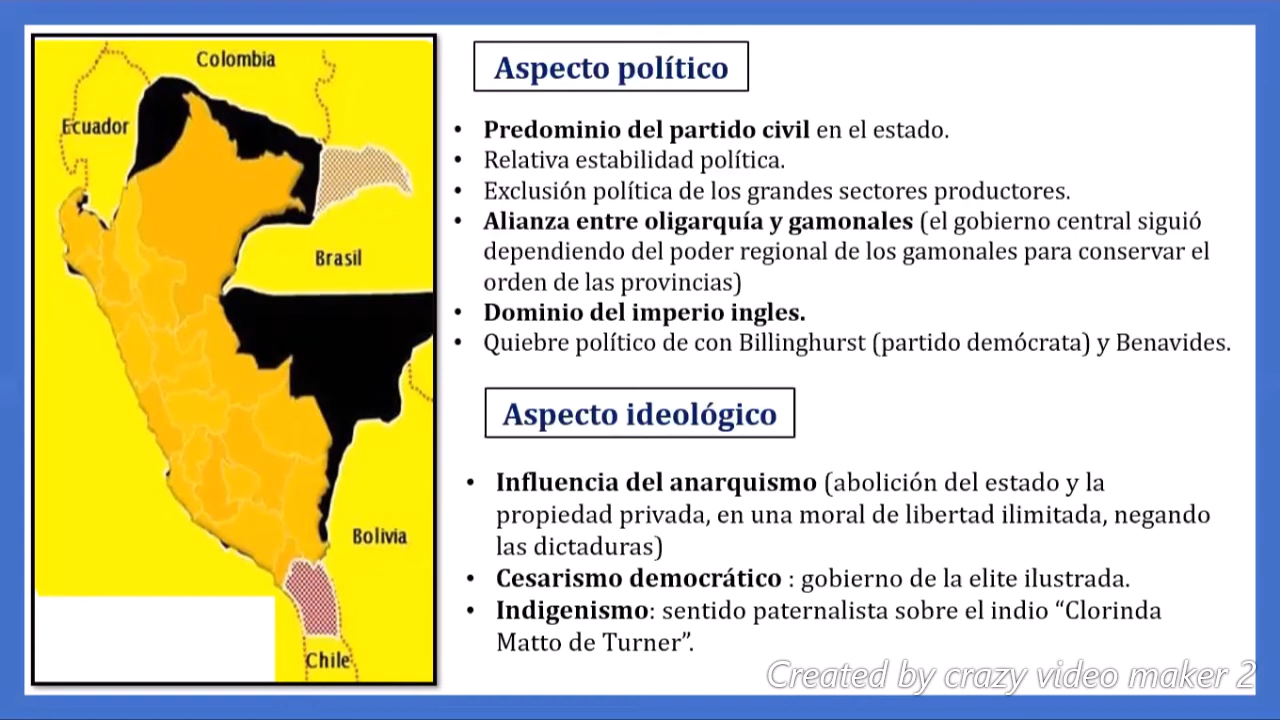 Colombia
Ecuador
Brasil
Bolivia
Chile
Aspecto político
• Predominio del partido civil en el estado.
• Relativa estabilidad política.
• Exclusión política de los grandes sectores productores.
• Alianza entre oligarquía y gamonales (el gobierno central siguió
dependiendo del poder regional de los gamonales para conservar el
orden de las provincias)
• Dominio del imperio ingles.
• Quiebre político de con Billinghurst (partido demócrata) y Benavides.
Aspecto ideológico
• Influencia del anarquismo (abolición del estado y la
propiedad privada, en una moral de libertad ilimitada, negando
las dictaduras)
• Cesarismo democrático : gobierno de la elite ilustrada.
• Indigenismo: sentido paternalista sobre el indio “Clorinda
Matto de Turner”.
Created by crazy video maker 2